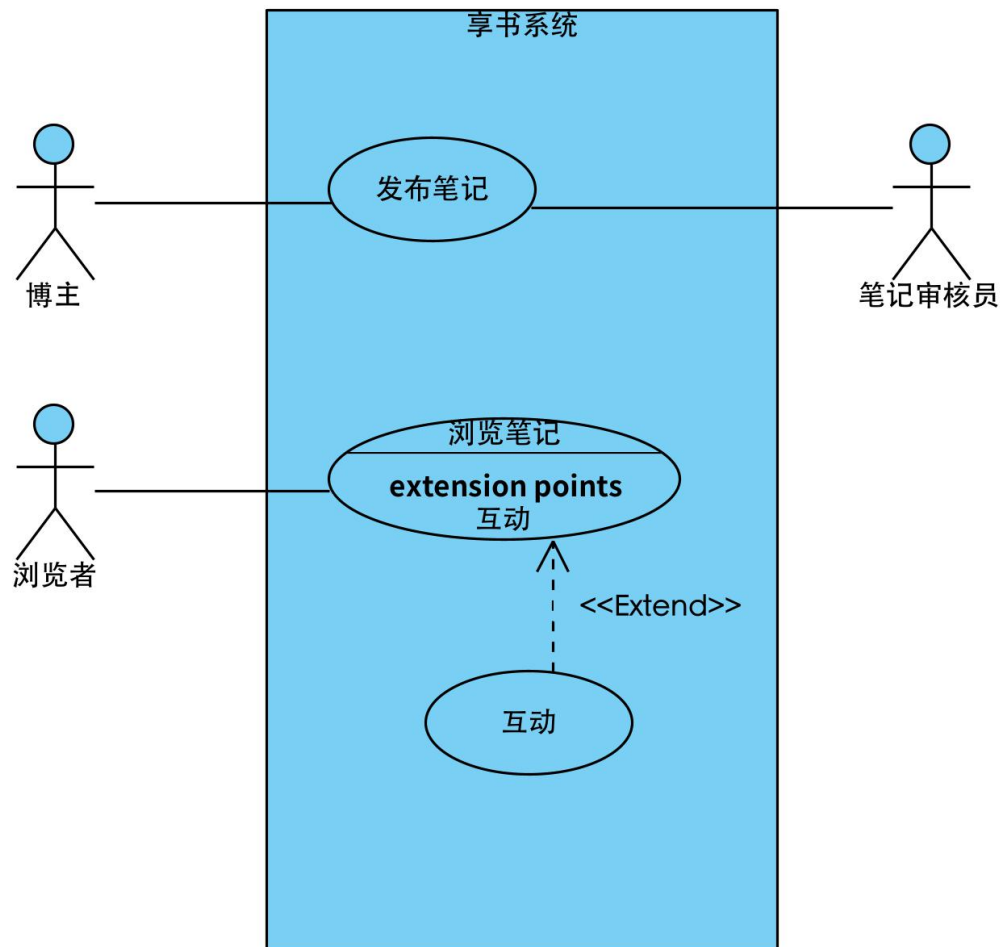 享书系统
发布笔记
博主
笔记审核员
浏览笔记
extension points
互动
浏览者
<<Extend>>
互动